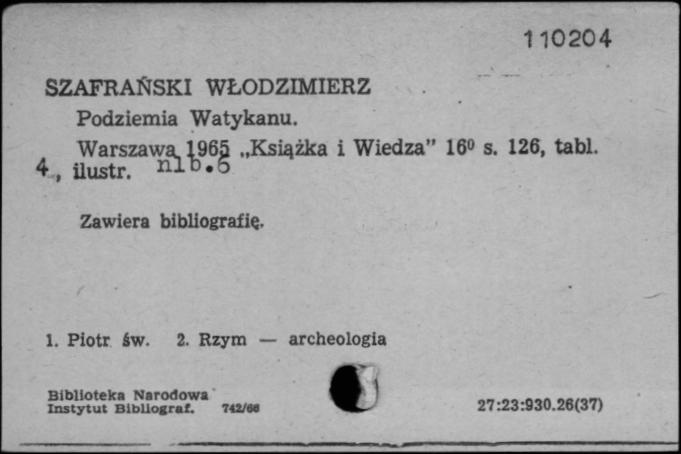 110204
SZAFRAŃSKI WŁODZIMIERZ
Podziemia Watykanu.
Warszawa 1965 „Książka i Wiedza” 16⁰ s. 126, tabl.
4, ilustr. nlb.6
Zawiera bibliografię.
1. Piotr św. 2. Rzym — archeologia
Biblioteka Narodowa
Instytut Bibliograf. 742/66
27:23:930.26(37)